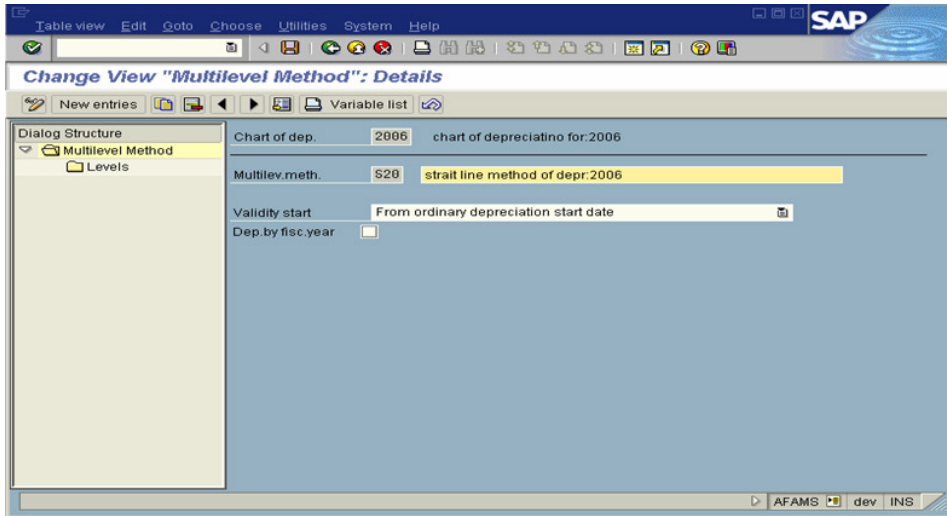 Table view Edit Goto Choose Utilities System Help
SAP
Change View "Multilevel Method": Details
New entries Variable list
Dialog Structure
Multilevel Method
Levels
Chart of dep. 2006 chart of depreciatino for:2006
Multilev.meth. S20 strait line method of depr:2006
Validity start From ordinary depreciation start date
Dep.by fisc.year
AFAMS dev INS